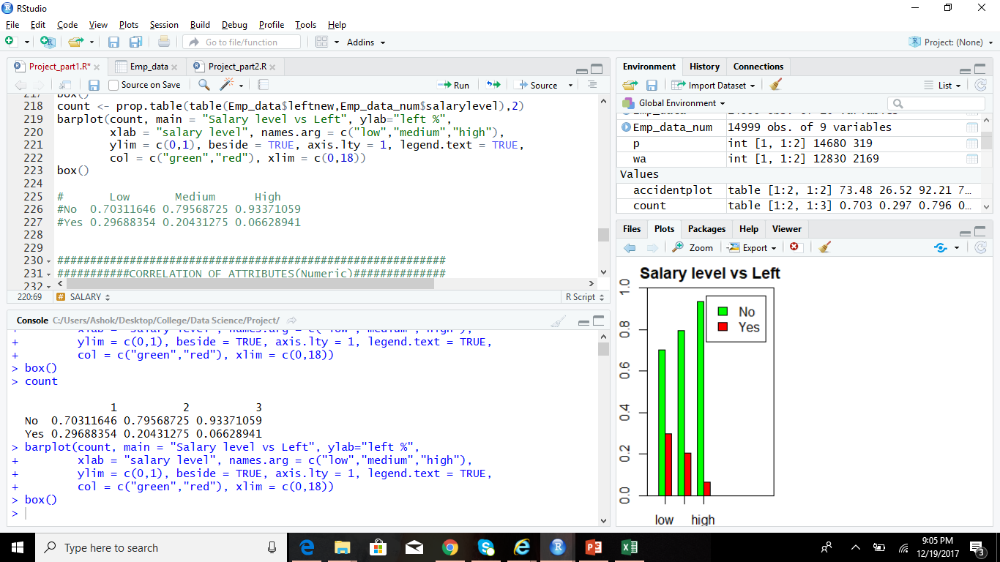 RStudio
File Edit Code View Plots Session Build Debug Profile Tools Help
Go to file/function Addins Project: (None)
Project_part1.R* Emp_data Project_part2.R
Source on Save Run Source
217 box()
218 count <- prop.table(table(Emp_data$leftnew,Emp_data_num$salarylevel),2)
219 barplot(count, main = "Salary level vs Left", ylab="left %",
220 xlab = "salary level", names.arg = c("low","medium","high"),
221 ylim = c(0,1), beside = TRUE, axis.lty = 1, legend.text = TRUE,
222 col = c("green","red"), xlim = c(0,18))
223 box()
224
225 # Low Medium High
226 #No 0.70311646 0.79568725 0.93371059
227 #Yes 0.29688354 0.20431275 0.06628941
228
229
230 ###########################################################
231 ###########CORRELATION OF ATTRIBUTES(Numeric)##############
232
220:69 SALARY R Script
Console C:/Users/Ashok/Desktop/College/Data Science/Project/
+ xlab = "salary level", names.arg = c("low","medium","high"),
+ ylim = c(0,1), beside = TRUE, axis.lty = 1, legend.text = TRUE,
+ col = c("green","red"), xlim = c(0,18))
> box()
> count
1 2 3
No 0.70311646 0.79568725 0.93371059
Yes 0.29688354 0.20431275 0.06628941
> barplot(count, main = "Salary level vs Left", ylab="left %",
+ xlab = "salary level", names.arg = c("low","medium","high"),
+ ylim = c(0,1), beside = TRUE, axis.lty = 1, legend.text = TRUE,
+ col = c("green","red"), xlim = c(0,18))
> box()
>
Environment History Connections
Import Dataset List
Global Environment
Emp_data
Emp_data_num 14999 obs. of 9 variables
p int [1, 1:2] 14680 319
wa int [1, 1:2] 12830 2169
Values
accidentplot table [1:2, 1:2] 73.48 26.52 92.21 7…
count table [1:2, 1:3] 0.703 0.297 0.796 0…
Files Plots Packages Help Viewer
Zoom Export
Salary level vs Left
1.0
0.8
0.6
0.4
0.2
0.0
No
Yes
low high
Type here to search
9:05 PM
12/19/2017
3